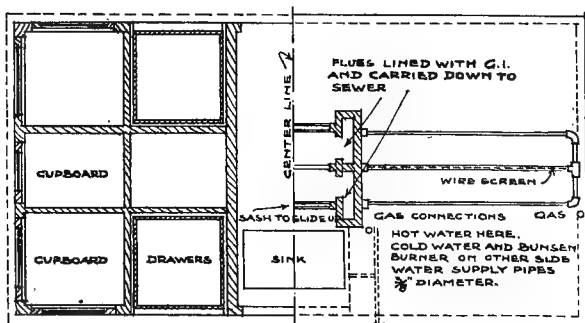 FLUES LINED WITH G.I.
AND CARRIED DOWN TO
SEWER
CENTER LINE
CUPBOARD
WIRE SCREEN
SASH TO SLIDE U
GAS CONNECTIONS
GAS P
HOT WATER HERE.
COLD WATER AND BUNSEN
BURNER ON OTHER SIDE
WATER SUPPLY PIPES
DIAMETER.
CUPBOARD
DRAWERS
SINK